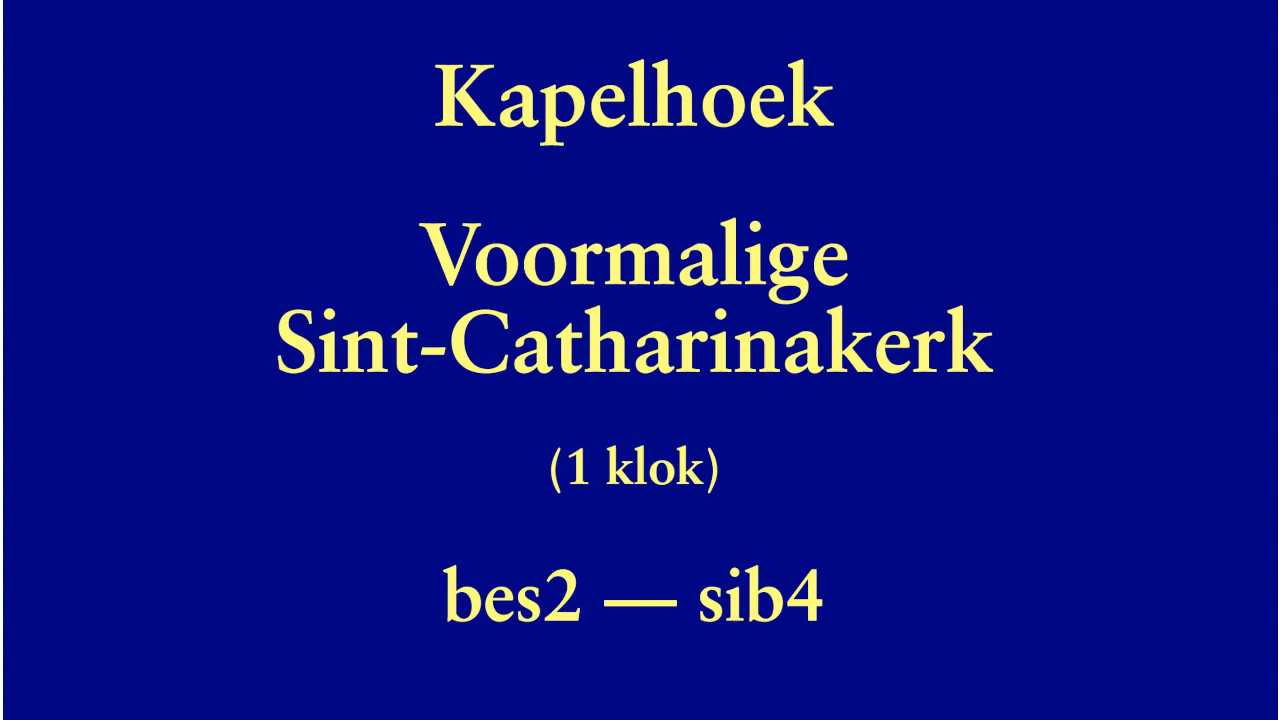 Kapelhoek
Voormalige
Sint-Catharinakerk
(1 klok)
bes2 — sib4